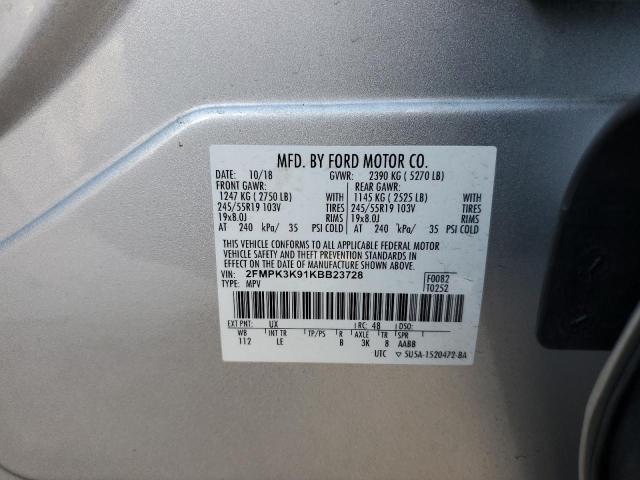 MFD. BY FORD MOTOR CO.
DATE: 10/18 GVWR: 2390 KG ( 5270 LB)
FRONT GAWR: REAR GAWR:
1247 KG ( 2750 LB) 1145 KG ( 2525 LB)
245/55R19 103V TIRES 245/55R19 103V TIRES
19x8.0J RIMS 19x8.0J RIMS
AT 240 kPa/ 35 PSI COLD AT 240 kPa/ 35 PSI COLD
THIS VEHICLE CONFORMS TO ALL APPLICABLE FEDERAL MOTOR
VEHICLE SAFETY AND THEFT PREVENTION STANDARDS IN
EFFECT ON THE DATE OF MANUFACTURE SHOWN ABOVE.
VIN: 2FMPK3K91KBB23728 F0082
TYPE: MPV T0252
EXT PNT: UX RC: 48 DSO:
WB INT TR TP/PS R AXLE TR SPR
112 LE B 3K 8 AABB
UTC ▽ 5U5A-1520472-BA